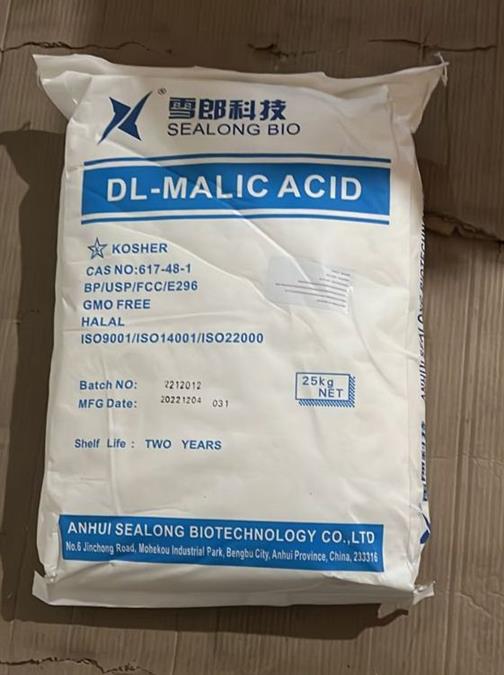 ®
雪郎科技
SEALONG BIO
DL-MALIC ACID
KOSHER
CAS NO:617-48-1
BP/USP/FCC/E296
GMO FREE
HALAL
ISO9001/ISO14001/ISO22000
Batch NO: 2212012
MFG Date: 20221204 031
25kg
NET
Shelf Life : TWO YEARS
ANHUI SEALONG BIOTECHNOLOGY CO.,LTD
No.6 Jinchong Road, Mohekou Industrial Park, Bengbu City, Anhui Province, China, 233316